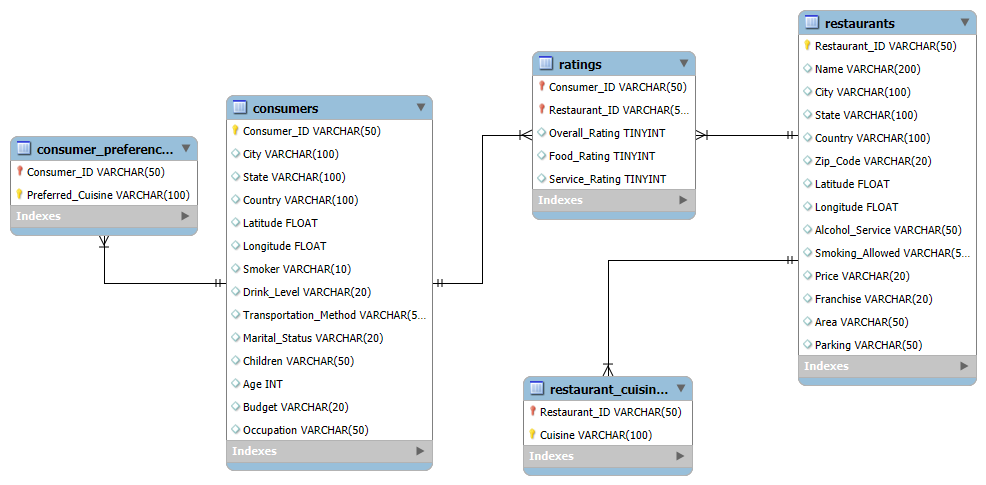 consumer_preferenc...
Consumer_ID VARCHAR(50)
Preferred_Cuisine VARCHAR(100)
Indexes
consumers
Consumer_ID VARCHAR(50)
City VARCHAR(100)
State VARCHAR(100)
Country VARCHAR(100)
Latitude FLOAT
Longitude FLOAT
Smoker VARCHAR(10)
Drink_Level VARCHAR(20)
Transportation_Method VARCHAR(5...
Marital_Status VARCHAR(20)
Children VARCHAR(50)
Age INT
Budget VARCHAR(20)
Occupation VARCHAR(50)
Indexes
ratings
Consumer_ID VARCHAR(50)
Restaurant_ID VARCHAR(5...
Overall_Rating TINYINT
Food_Rating TINYINT
Service_Rating TINYINT
Indexes
restaurant_cuisin...
Restaurant_ID VARCHAR(50)
Cuisine VARCHAR(100)
Indexes
restaurants
Restaurant_ID VARCHAR(50)
Name VARCHAR(200)
City VARCHAR(100)
State VARCHAR(100)
Country VARCHAR(100)
Zip_Code VARCHAR(20)
Latitude FLOAT
Longitude FLOAT
Alcohol_Service VARCHAR(50)
Smoking_Allowed VARCHAR(5...
Price VARCHAR(20)
Franchise VARCHAR(20)
Area VARCHAR(50)
Parking VARCHAR(50)
Indexes